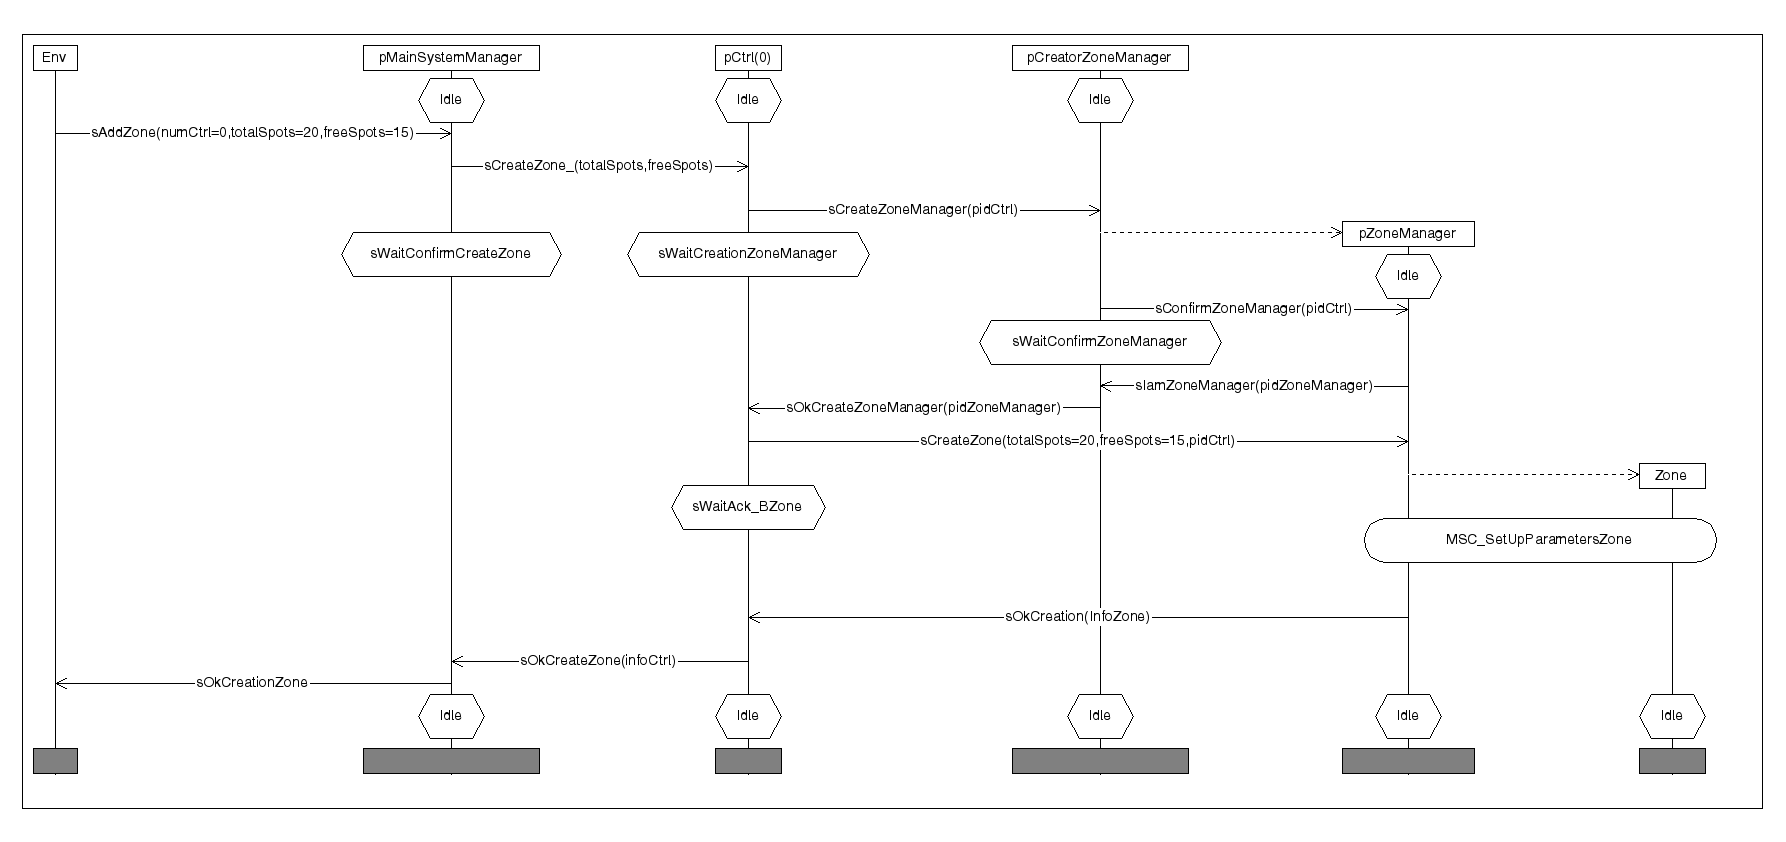 Env
pMainSystemManager
pCtrl(0)
pCreatorZoneManager
Idle
Idle
Idle
sAddZone(numCtrl=0,totalSpots=20,freeSpots=15)
sCreateZone_(totalSpots,freeSpots)
sCreateZoneManager(pidCtrl)
pZoneManager
sWaitConfirmCreateZone
sWaitCreationZoneManager
Idle
sConfirmZoneManager(pidCtrl)
sWaitConfirmZoneManager
sIamZoneManager(pidZoneManager)
sOkCreateZoneManager(pidZoneManager)
sCreateZone(totalSpots=20,freeSpots=15,pidCtrl)
Zone
sWaitAck_BZone
MSC_SetUpParametersZone
sOkCreation(InfoZone)
sOkCreateZone(infoCtrl)
sOkCreationZone
Idle
Idle
Idle
Idle
Idle